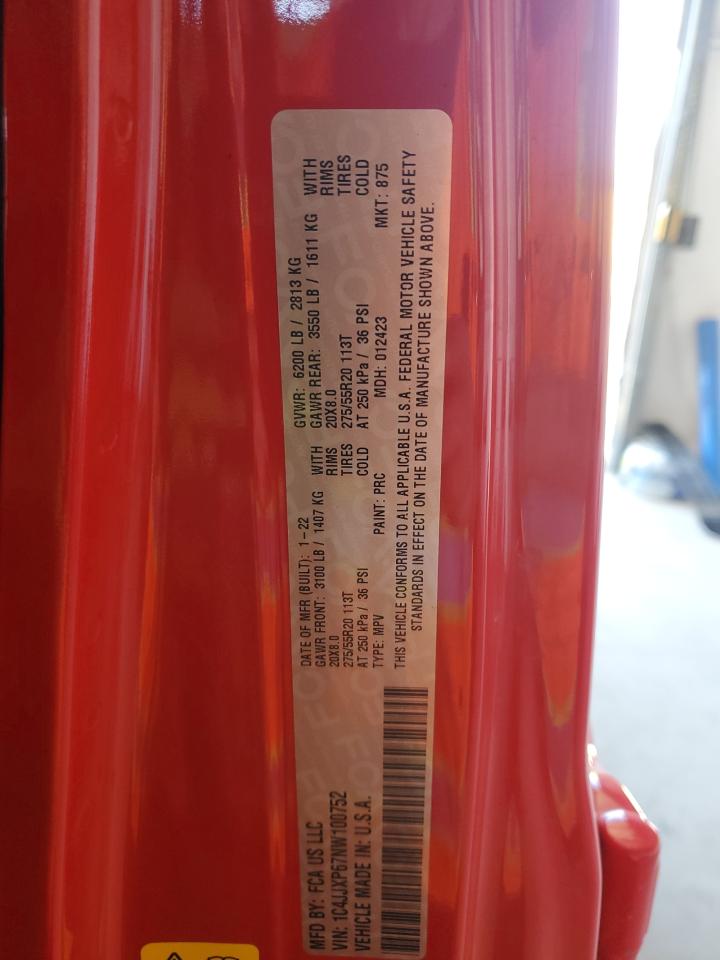 MFD BY: FCA US LLC
VIN: 1C4JJXP67NW100752
VEHICLE MADE IN: U.S.A.
DATE OF MFR (BUILT): 1-22 GVWR: 6200 LB / 2813 KG
GAWR FRONT: 3100 LB / 1407 KG WITH GAWR REAR: 3550 LB / 1611 KG WITH
20X8.0 RIMS 20X8.0 RIMS
275/55R20 113T TIRES 275/55R20 113T TIRES
AT 250 kPa / 36 PSI COLD AT 250 kPa / 36 PSI COLD
TYPE: MPV PAINT: PRC MDH: 012423 MKT: 875
THIS VEHICLE CONFORMS TO ALL APPLICABLE U.S.A. FEDERAL MOTOR VEHICLE SAFETY
STANDARDS IN EFFECT ON THE DATE OF MANUFACTURE SHOWN ABOVE.